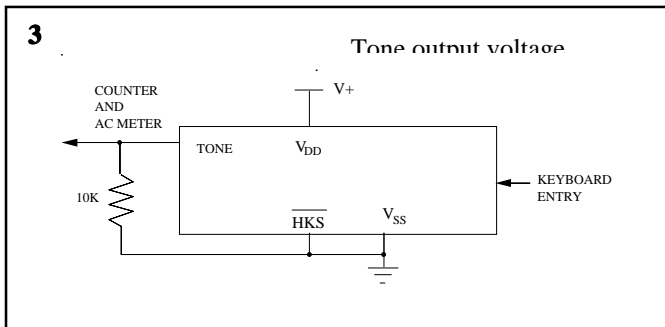 3
Tone output voltage
COUNTER
AND
AC METER
V+
TONE
VDD
KEYBOARD
ENTRY
10K
HKS
VSS